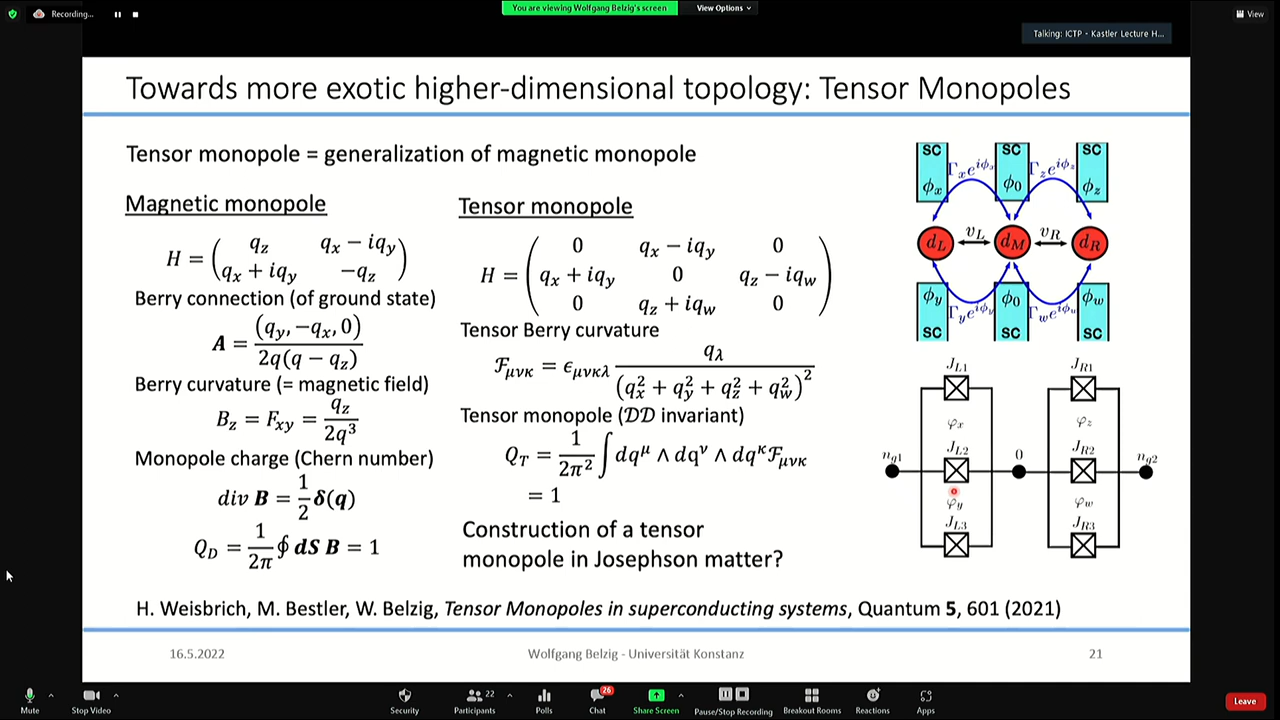 Recording...
You are viewing Wolfgang Belzig's screen
View Options
View
Talking: ICTP - Kastler Lecture H...
Towards more exotic higher-dimensional topology: Tensor Monopoles
Tensor monopole = generalization of magnetic monopole
Magnetic monopole
H = ( q_z   q_x − iq_y
q_x + iq_y   −q_z )
Berry connection (of ground state)
A = (q_y, −q_x, 0) / 2q(q − q_z)
Berry curvature (= magnetic field)
B_z = F_xy = q_z / 2q^3
Monopole charge (Chern number)
div B = 1/2 δ(q)
Q_D = 1/2π ∮ dS B = 1
Tensor monopole
H = ( 0   q_x − iq_y   0
q_x + iq_y   0   q_z − iq_w
0   q_z + iq_w   0 )
Tensor Berry curvature
ℱ_μνκ = ϵ_μνκλ q_λ / (q_x^2 + q_y^2 + q_z^2 + q_w^2)^2
Tensor monopole (𝒟𝒟 invariant)
Q_T = 1/2π^2 ∫ dq^μ ∧ dq^ν ∧ dq^κ ℱ_μνκ
= 1
Construction of a tensor
monopole in Josephson matter?
SC SC SC
Γ_x e^iϕ_x Γ_z e^iϕ_z
ϕ_x ϕ_0 ϕ_z
d_L v_L d_M v_R d_R
ϕ_y ϕ_0 ϕ_w
Γ_y e^iϕ_y Γ_w e^iϕ_w
SC SC SC
J_L1 J_R1
φ_x φ_z
J_L2 J_R2
n_g1 0 n_g2
φ_y φ_w
J_L3 J_R3
H. Weisbrich, M. Bestler, W. Belzig, Tensor Monopoles in superconducting systems, Quantum 5, 601 (2021)
16.5.2022
Wolfgang Belzig - Universität Konstanz
21
Mute
Stop Video
Security
22
Participants
Polls
26
Chat
Share Screen
Pause/Stop Recording
Breakout Rooms
Reactions
Apps
Leave